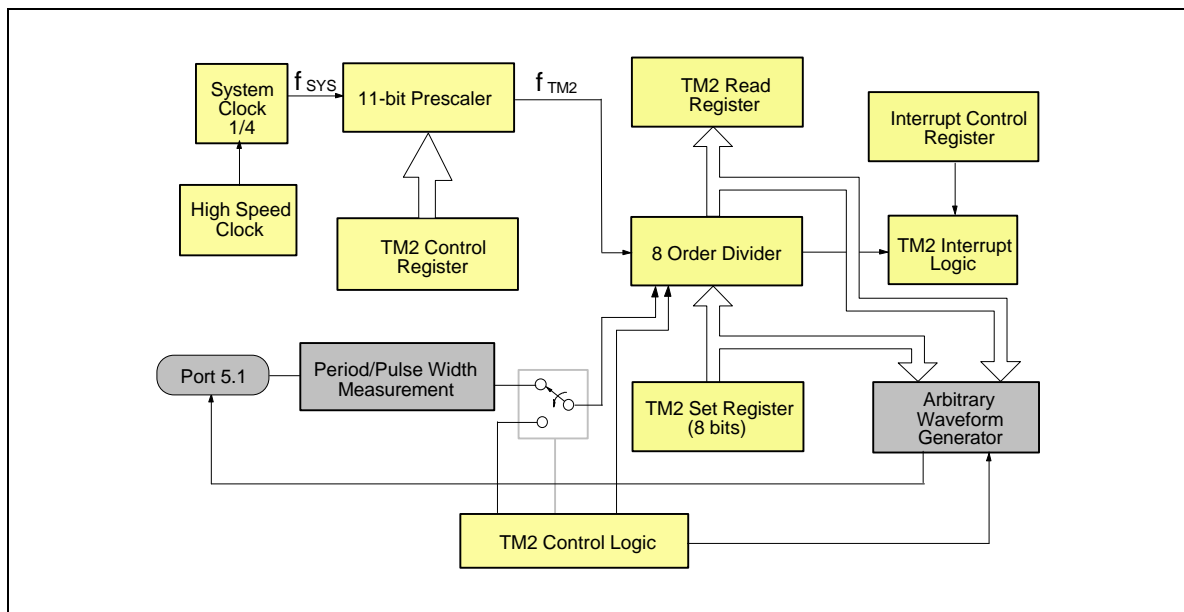 System
Clock
1/4
f SYS
11-bit Prescaler
f TM2
TM2 Read
Register
Interrupt Control
Register
High Speed
Clock
TM2 Control
Register
8 Order Divider
TM2 Interrupt
Logic
Port 5.1
Period/Pulse Width
Measurement
TM2 Set Register
(8 bits)
Arbitrary
Waveform
Generator
TM2 Control Logic